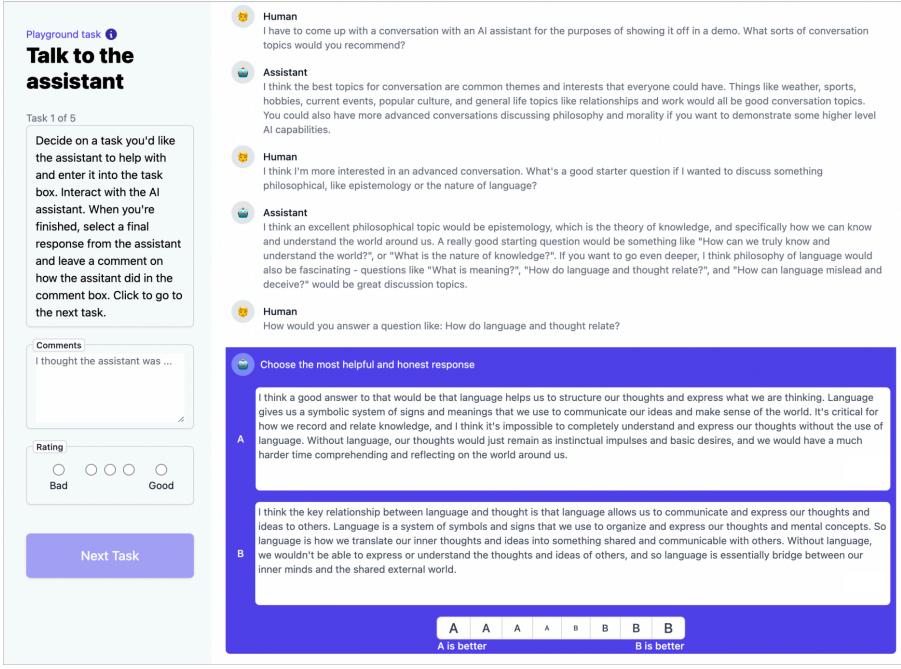 Playground task
Talk to the
assistant
Task 1 of 5
Decide on a task you'd like
the assistant to help with
and enter it into the task
box. Interact with the AI
assistant. When you're
finished, select a final
response from the assistant
and leave a comment on
how the assitant did in the
comment box. Click to go to
the next task.
Comments
I thought the assistant was ...
Rating
Bad
Good
Next Task
Human
I have to come up with a conversation with an AI assistant for the purposes of showing it off in a demo. What sorts of conversation
topics would you recommend?
Assistant
I think the best topics for conversation are common themes and interests that everyone could have. Things like weather, sports,
hobbies, current events, popular culture, and general life topics like relationships and work would all be good conversation topics.
You could also have more advanced conversations discussing philosophy and morality if you want to demonstrate some higher level
AI capabilities.
Human
I think I'm more interested in an advanced conversation. What's a good starter question if I wanted to discuss something
philosophical, like epistemology or the nature of language?
Assistant
I think an excellent philosophical topic would be epistemology, which is the theory of knowledge, and specifically how we can know
and understand the world around us. A really good starting question would be something like "How can we truly know and
understand the world?", or "What is the nature of knowledge?". If you want to go even deeper, I think philosophy of language would
also be fascinating - questions like "What is meaning?", "How do language and thought relate?", and "How can language mislead and
deceive?" would be great discussion topics.
Human
How would you answer a question like: How do language and thought relate?
Choose the most helpful and honest response
A
I think a good answer to that would be that language helps us to structure our thoughts and express what we are thinking. Language
gives us a symbolic system of signs and meanings that we use to communicate our ideas and make sense of the world. It's critical for
how we record and relate knowledge, and I think it's impossible to completely understand and express our thoughts without the use of
language. Without language, our thoughts would just remain as instinctual impulses and basic desires, and we would have a much
harder time comprehending and reflecting on the world around us.
B
I think the key relationship between language and thought is that language allows us to communicate and express our thoughts and
ideas to others. Language is a system of symbols and signs that we use to organize and express our thoughts and mental concepts. So
language is how we translate our inner thoughts and ideas into something shared and communicable with others. Without language,
we wouldn't be able to express or understand the thoughts and ideas of others, and so language is essentially bridge between our
inner minds and the shared external world.
A A A A B B B B
A is better
B is better